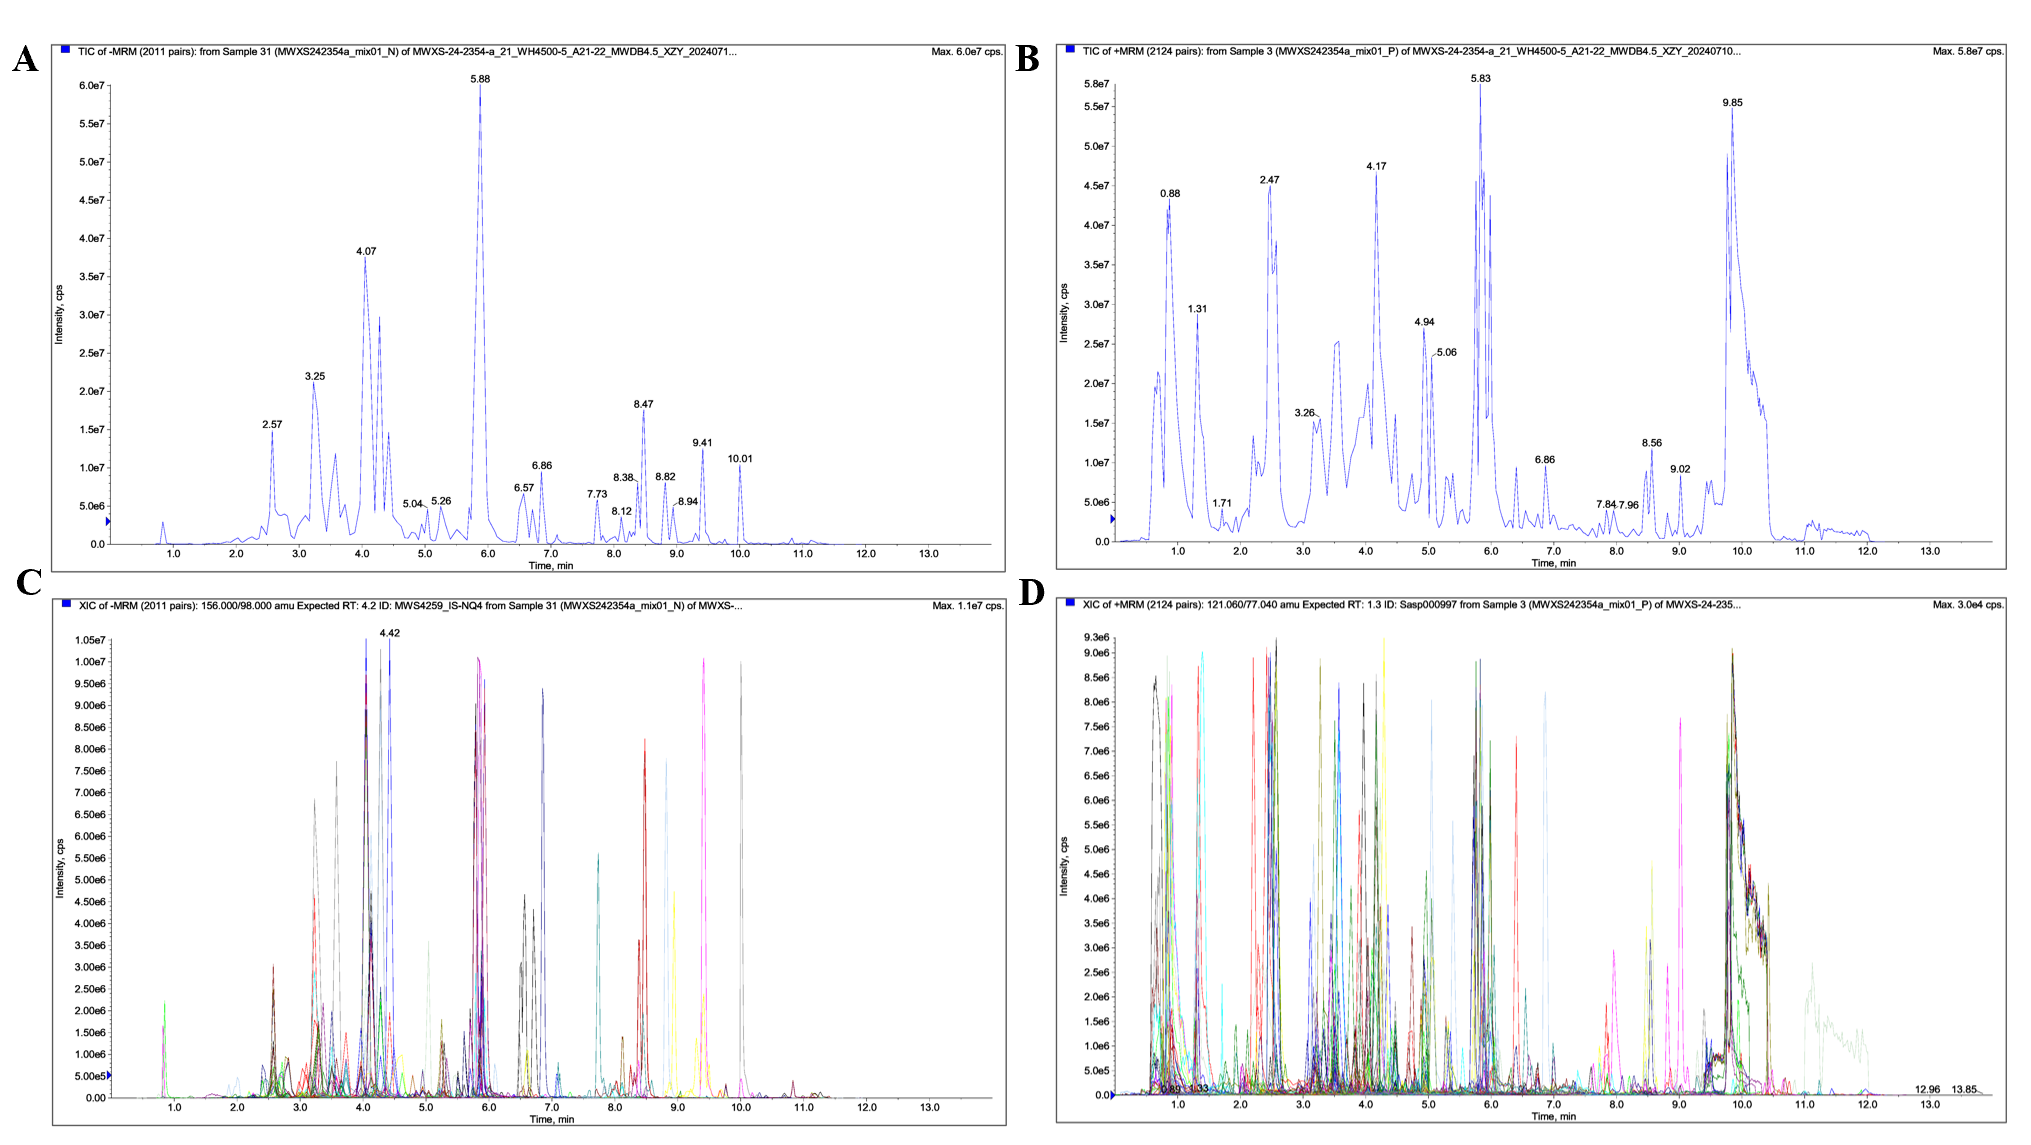 A
TIC of -MRM (2011 pairs): from Sample 31 (MWXS242354a_mix01_N) of MWXS-24-2354-a_21_WH4500-5_A21-22_MWDB4.5_XZY_2024071...
Max. 6.0e7 cps.
Intensity, cps
6.0e7
5.5e7
5.0e7
4.5e7
4.0e7
3.5e7
3.0e7
2.5e7
2.0e7
1.5e7
1.0e7
5.0e6
0.0
2.57
3.25
4.07
5.04
5.26
5.88
6.57
6.86
7.73
8.12
8.38
8.47
8.82
8.94
9.41
10.01
1.0 2.0 3.0 4.0 5.0 6.0 7.0 8.0 9.0 10.0 11.0 12.0 13.0
Time, min
B
TIC of +MRM (2124 pairs): from Sample 3 (MWXS242354a_mix01_P) of MWXS-24-2354-a_21_WH4500-5_A21-22_MWDB4.5_XZY_20240710...
Max. 5.8e7 cps.
Intensity, cps
5.8e7
5.5e7
5.0e7
4.5e7
4.0e7
3.5e7
3.0e7
2.5e7
2.0e7
1.5e7
1.0e7
5.0e6
0.0
0.88
1.31
1.71
2.47
3.26
4.17
4.94
5.06
5.83
6.86
7.84
7.96
8.56
9.02
9.85
1.0 2.0 3.0 4.0 5.0 6.0 7.0 8.0 9.0 10.0 11.0 12.0 13.0
Time, min
C
XIC of -MRM (2011 pairs): 156.000/98.000 amu Expected RT: 4.2 ID: MWS4259_IS-NQ4 from Sample 31 (MWXS242354a_mix01_N) of MWXS-...
Max. 1.1e7 cps.
Intensity, cps
1.05e7
1.00e7
9.50e6
9.00e6
8.50e6
8.00e6
7.50e6
7.00e6
6.50e6
6.00e6
5.50e6
5.00e6
4.50e6
4.00e6
3.50e6
3.00e6
2.50e6
2.00e6
1.50e6
1.00e6
5.00e5
0.00
4.42
1.0 2.0 3.0 4.0 5.0 6.0 7.0 8.0 9.0 10.0 11.0 12.0 13.0
Time, min
D
XIC of +MRM (2124 pairs): 121.060/77.040 amu Expected RT: 1.3 ID: Sasp000997 from Sample 3 (MWXS242354a_mix01_P) of MWXS-24-235...
Max. 3.0e4 cps.
Intensity, cps
9.3e6
9.0e6
8.5e6
8.0e6
7.5e6
7.0e6
6.5e6
6.0e6
5.5e6
5.0e6
4.5e6
4.0e6
3.5e6
3.0e6
2.5e6
2.0e6
1.5e6
1.0e6
5.0e5
0.0
12.96
13.85
1.0 2.0 3.0 4.0 5.0 6.0 7.0 8.0 9.0 10.0 11.0 12.0 13.0
Time, min